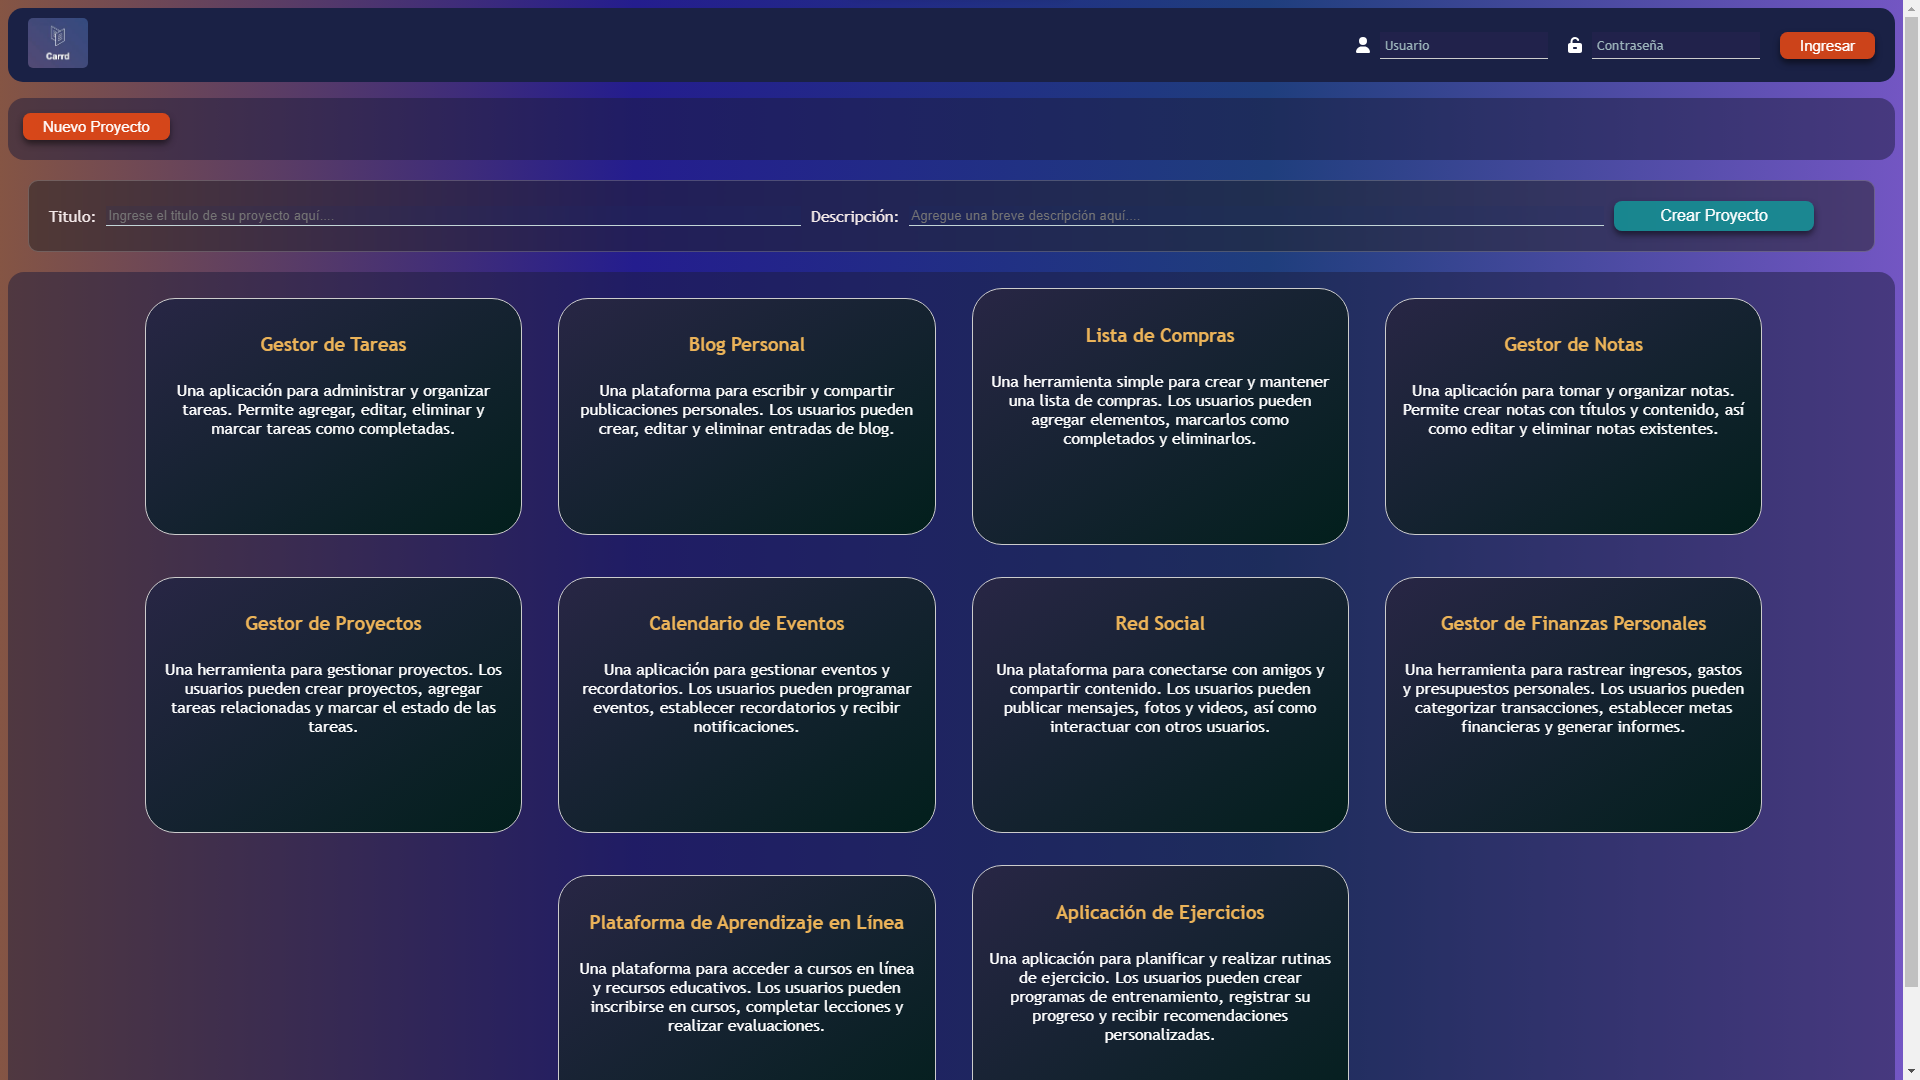 Carrd
Usuario
Contraseña
Ingresar
Nuevo Proyecto
Titulo: Ingrese el titulo de su proyecto aquí....
Descripción: Agregue una breve descripción aquí....
Crear Proyecto
Gestor de Tareas
Una aplicación para administrar y organizar
tareas. Permite agregar, editar, eliminar y
marcar tareas como completadas.
Blog Personal
Una plataforma para escribir y compartir
publicaciones personales. Los usuarios pueden
crear, editar y eliminar entradas de blog.
Lista de Compras
Una herramienta simple para crear y mantener
una lista de compras. Los usuarios pueden
agregar elementos, marcarlos como
completados y eliminarlos.
Gestor de Notas
Una aplicación para tomar y organizar notas.
Permite crear notas con títulos y contenido, así
como editar y eliminar notas existentes.
Gestor de Proyectos
Una herramienta para gestionar proyectos. Los
usuarios pueden crear proyectos, agregar
tareas relacionadas y marcar el estado de las
tareas.
Calendario de Eventos
Una aplicación para gestionar eventos y
recordatorios. Los usuarios pueden programar
eventos, establecer recordatorios y recibir
notificaciones.
Red Social
Una plataforma para conectarse con amigos y
compartir contenido. Los usuarios pueden
publicar mensajes, fotos y videos, así como
interactuar con otros usuarios.
Gestor de Finanzas Personales
Una herramienta para rastrear ingresos, gastos
y presupuestos personales. Los usuarios pueden
categorizar transacciones, establecer metas
financieras y generar informes.
Plataforma de Aprendizaje en Línea
Una plataforma para acceder a cursos en línea
y recursos educativos. Los usuarios pueden
inscribirse en cursos, completar lecciones y
realizar evaluaciones.
Aplicación de Ejercicios
Una aplicación para planificar y realizar rutinas
de ejercicio. Los usuarios pueden crear
programas de entrenamiento, registrar su
progreso y recibir recomendaciones
personalizadas.